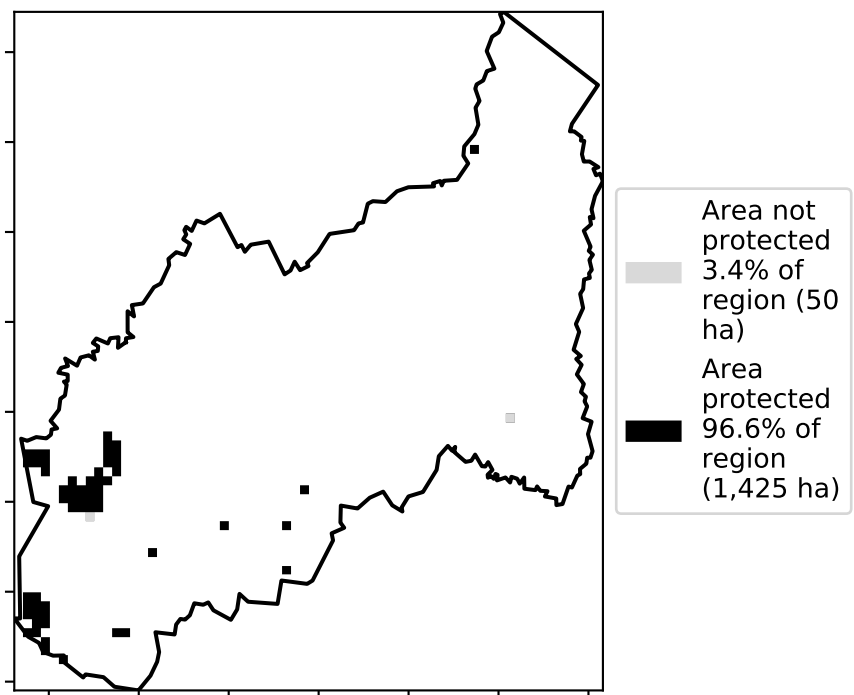 Area not
protected
3.4% of
region (50
ha)
Area
protected
96.6% of
region
(1,425 ha)